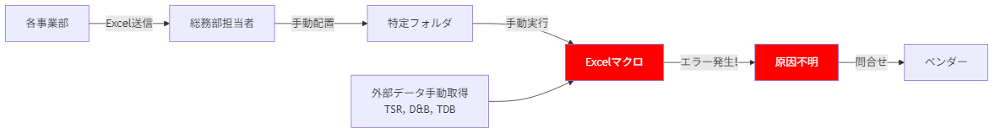 各事業部
Excel送信
総務部担当者
手動配置
特定フォルダ
手動実行
外部データ手動取得
TSR, D&B, TDB
Excelマクロ
エラー発生!
原因不明
問合せ
ベンダー